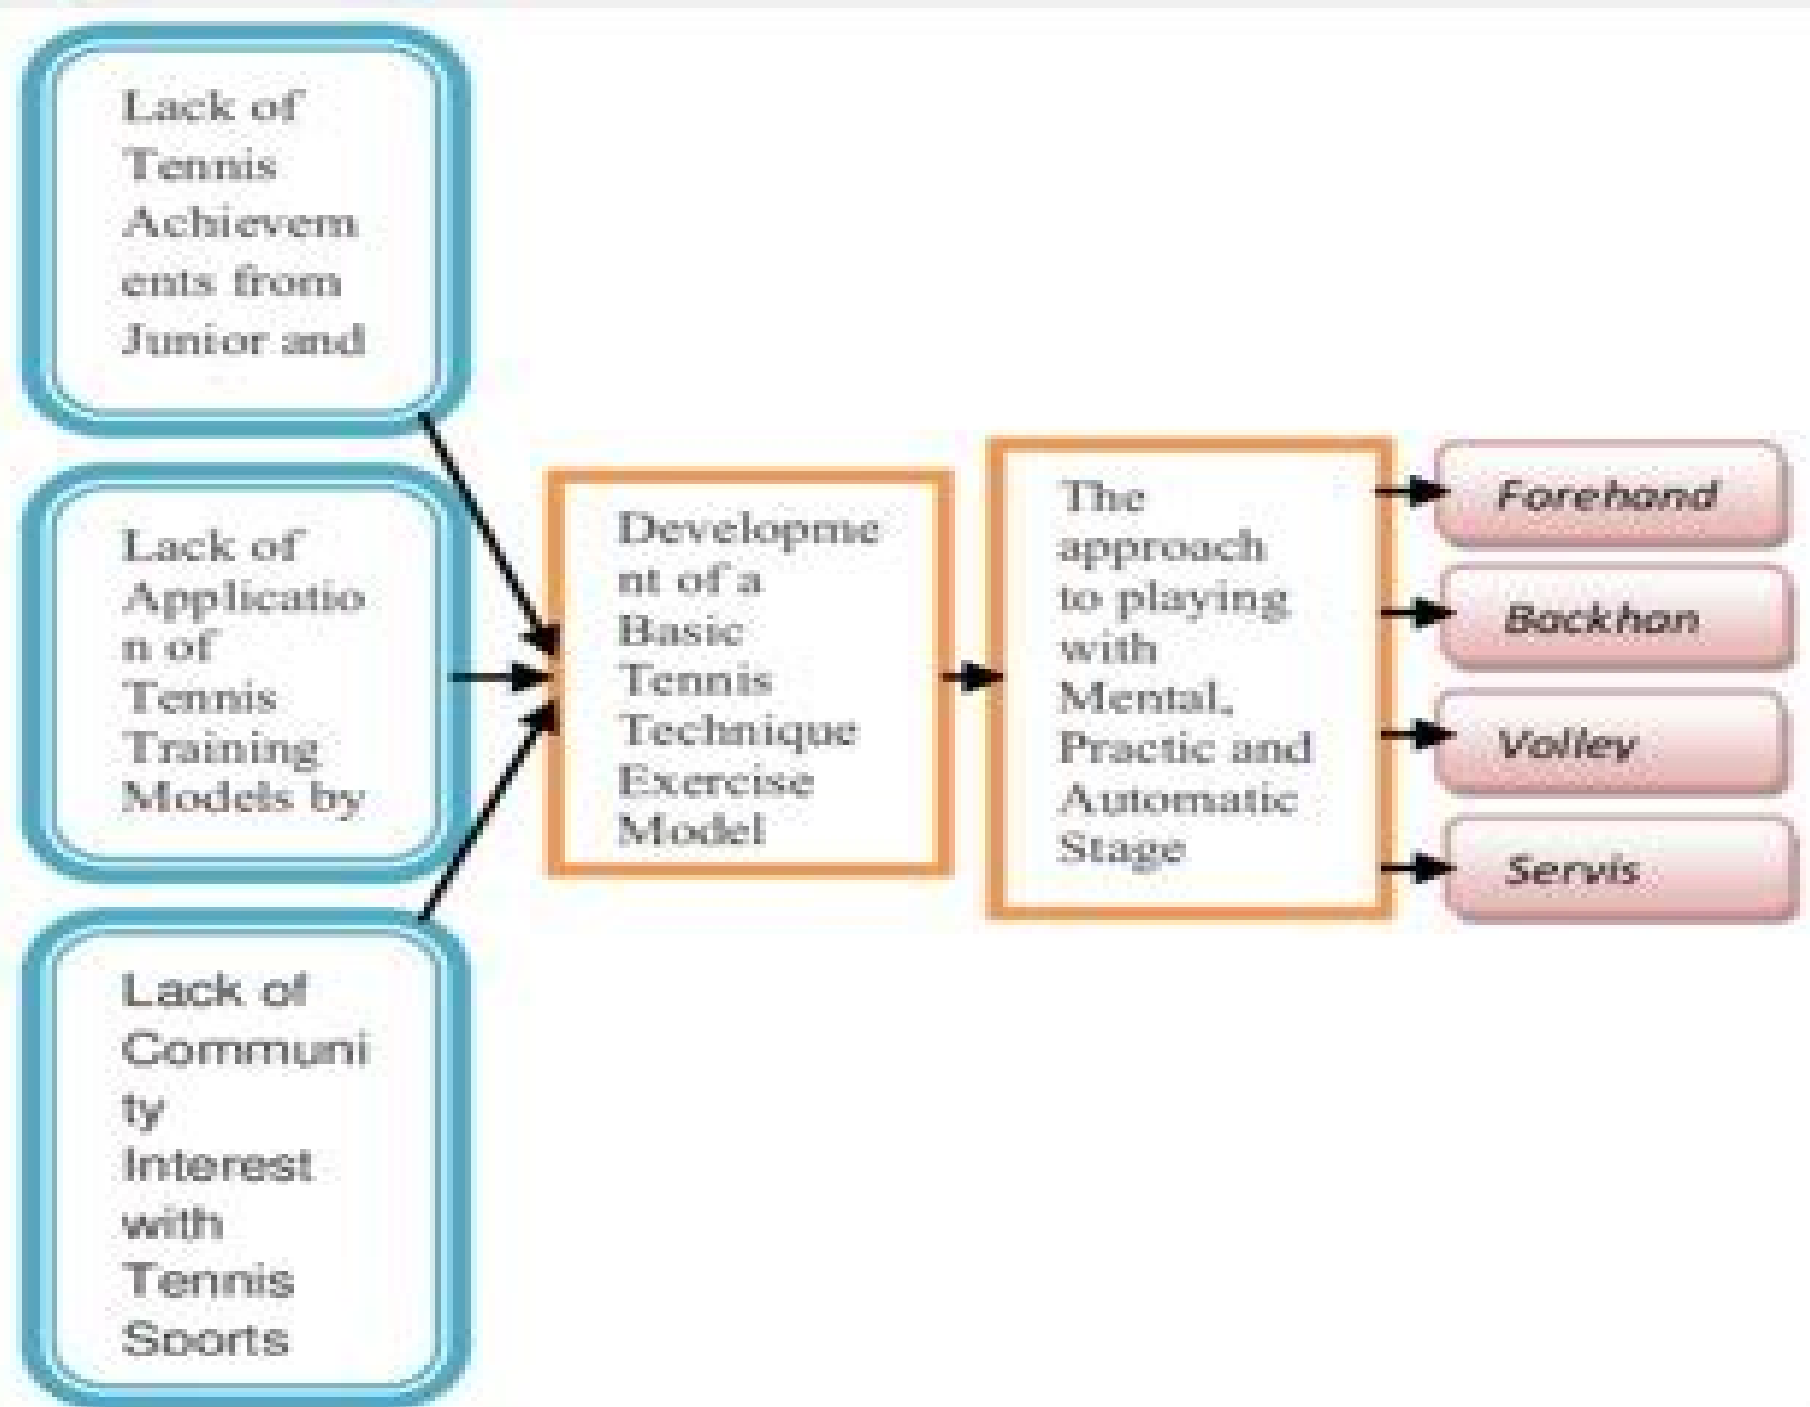 Lack of
Tennis
Achievem
ents from
Junior and
Lack of
Applicatio
n of
Tennis
Training
Models by
Lack of
Communi
ty
Interest
with
Tennis
Sports
Developme
nt of a
Basic
Tennis
Technique
Exercise
Model
The
approach
to playing
with
Mental,
Practic and
Automatic
Stage
Forehand
Backhan
Volley
Servis